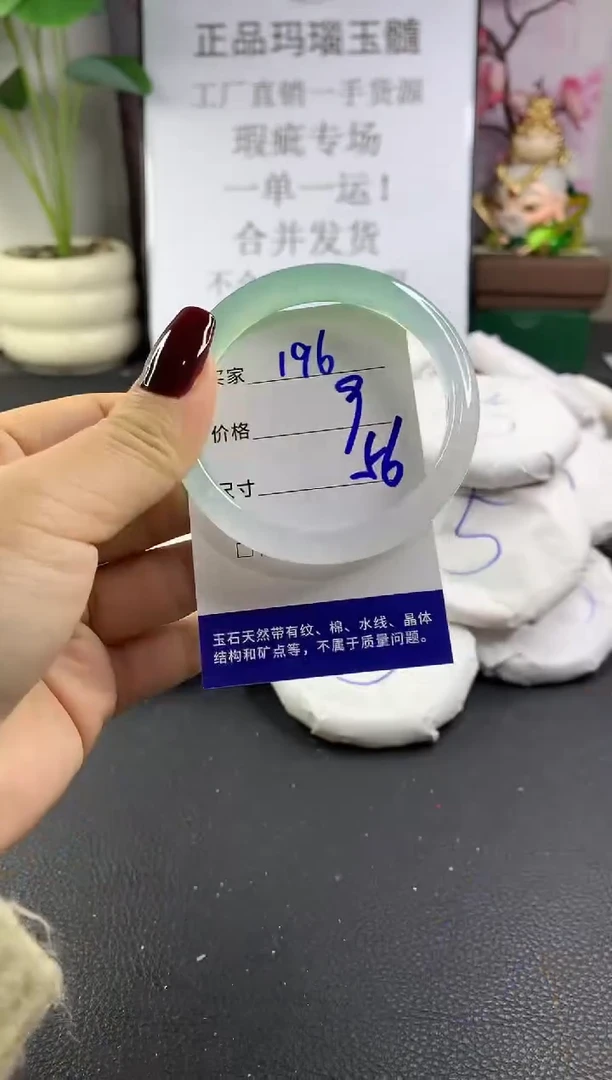 正品玛瑙玉髓
工厂直销一手货源
瑕疵专场
一单一运！
合并发货
买家 196
价格 9
尺寸 56
玉石天然带有纹、棉、水线、晶体
结构和矿点等，不属于质量问题。
5